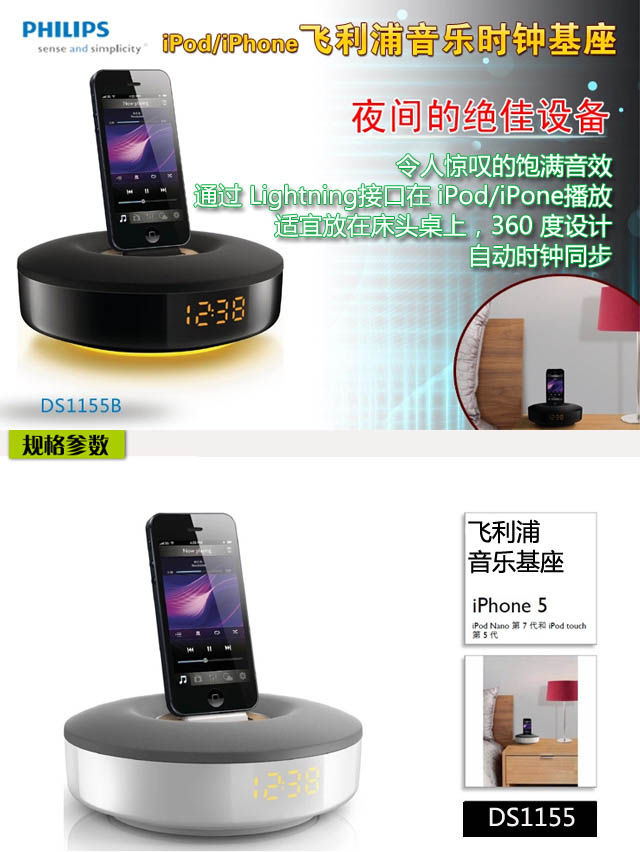 PHILIPS
sense and simplicity
iPod/iPhone飞利浦音乐时钟基座
夜间的绝佳设备
令人惊叹的饱满音效
通过 Lightning接口在 iPod/iPone播放
适宜放在床头桌上，360 度设计
自动时钟同步
Now playing
12:38
DS1155B
规格参数
Now playing
12:38
飞利浦
音乐基座
iPhone 5
iPod Nano 第 7 代和 iPod touch
第 5 代
DS1155